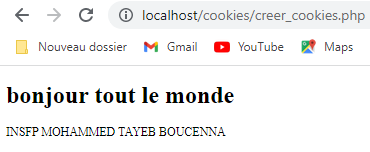 localhost/cookies/creer_cookies.php
Nouveau dossier Gmail YouTube Maps
bonjour tout le monde
INSFP MOHAMMED TAYEB BOUCENNA